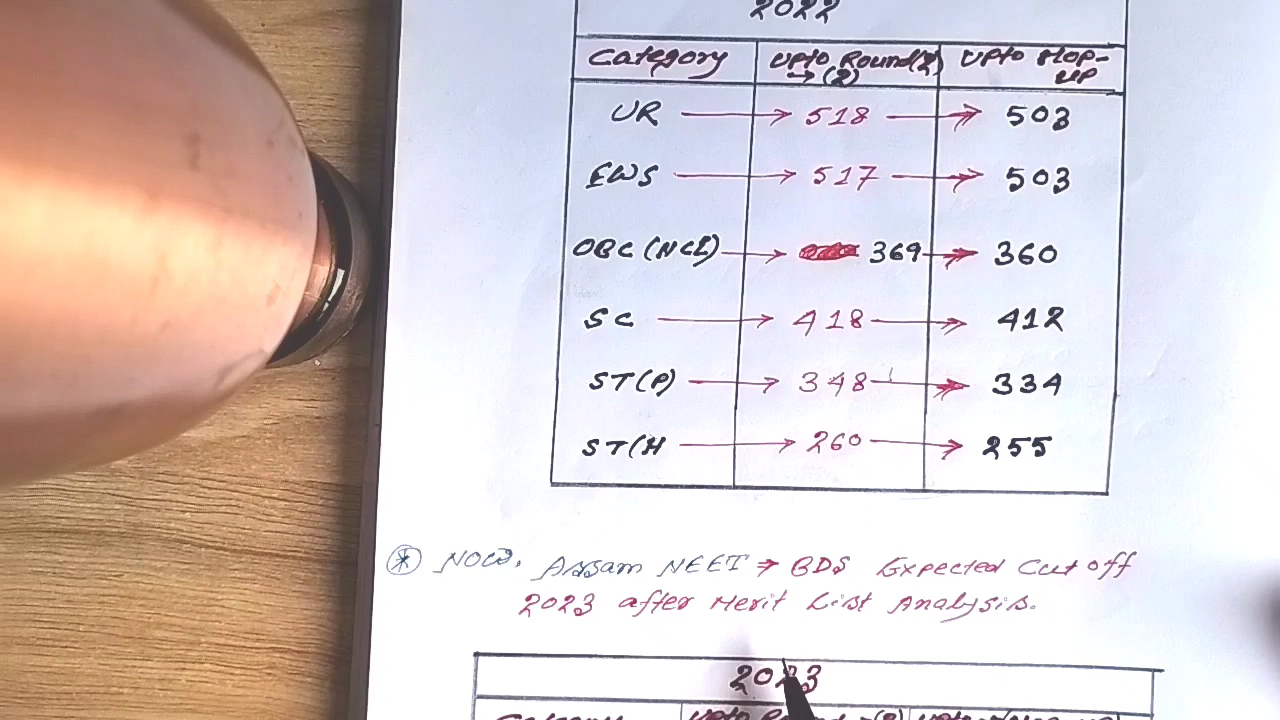 2022
Category Upto Round(2) Upto Mop-
→ (2) up
UR → 518 → 503
EWS → 517 → 503
OBC (NCL) → 369 → 360
SC → 418 → 412
ST(P) → 348 → 334
ST(H → 260 → 255
* NOW, Assam NEET → BDS Expected Cut off
2023 after Merit List Analysis.
2023